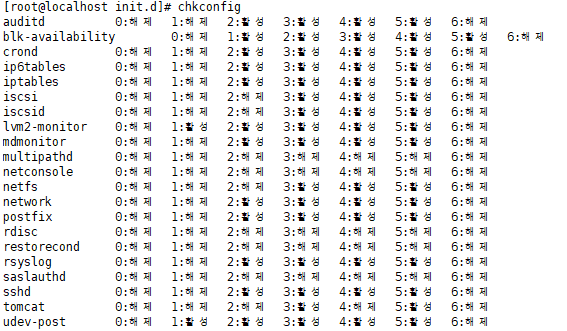 [root@localhost init.d]# chkconfig
auditd 0:해제 1:해제 2:활성 3:활성 4:활성 5:활성 6:해제
blk-availability 0:해제 1:활성 2:활성 3:활성 4:활성 5:활성 6:해제
crond 0:해제 1:해제 2:활성 3:활성 4:활성 5:활성 6:해제
ip6tables 0:해제 1:해제 2:활성 3:활성 4:활성 5:활성 6:해제
iptables 0:해제 1:해제 2:활성 3:활성 4:활성 5:활성 6:해제
iscsi 0:해제 1:해제 2:해제 3:활성 4:활성 5:활성 6:해제
iscsid 0:해제 1:해제 2:해제 3:활성 4:활성 5:활성 6:해제
lvm2-monitor 0:해제 1:활성 2:활성 3:활성 4:활성 5:활성 6:해제
mdmonitor 0:해제 1:해제 2:활성 3:활성 4:활성 5:활성 6:해제
multipathd 0:해제 1:해제 2:해제 3:해제 4:해제 5:해제 6:해제
netconsole 0:해제 1:해제 2:해제 3:해제 4:해제 5:해제 6:해제
netfs 0:해제 1:해제 2:해제 3:활성 4:활성 5:활성 6:해제
network 0:해제 1:해제 2:활성 3:활성 4:활성 5:활성 6:해제
postfix 0:해제 1:해제 2:활성 3:활성 4:활성 5:활성 6:해제
rdisc 0:해제 1:해제 2:해제 3:해제 4:해제 5:해제 6:해제
restorecond 0:해제 1:해제 2:해제 3:해제 4:해제 5:해제 6:해제
rsyslog 0:해제 1:해제 2:활성 3:활성 4:활성 5:활성 6:해제
saslauthd 0:해제 1:해제 2:해제 3:해제 4:해제 5:해제 6:해제
sshd 0:해제 1:해제 2:활성 3:활성 4:활성 5:활성 6:해제
tomcat 0:해제 1:해제 2:활성 3:활성 4:활성 5:활성 6:해제
udev-post 0:해제 1:활성 2:활성 3:활성 4:활성 5:활성 6:해제